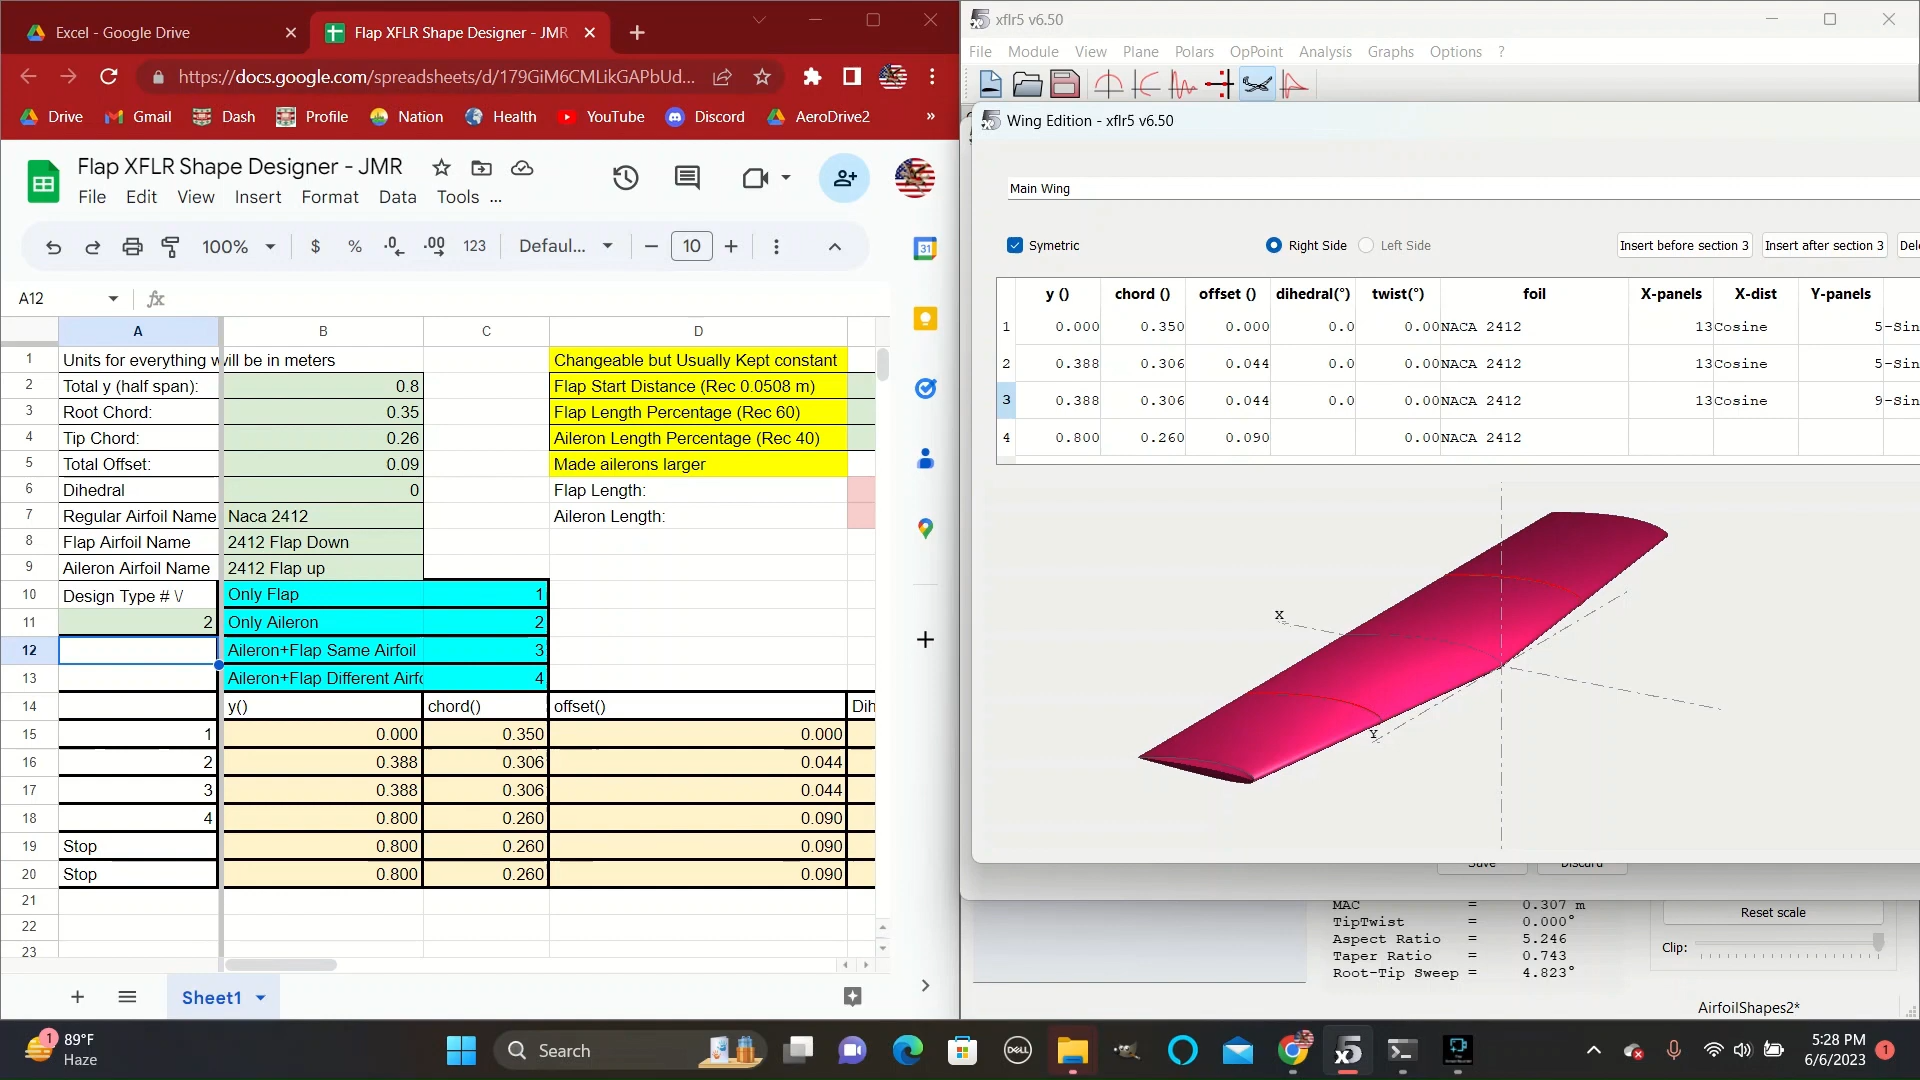 Excel - Google Drive
Flap XFLR Shape Designer - JMR
https://docs.google.com/spreadsheets/d/179GiM6CMLikGAPbUd...
Drive
Gmail
Dash
Profile
Nation
Health
YouTube
Discord
AeroDrive2
»
Flap XFLR Shape Designer - JMR
File Edit View Insert Format Data Tools ...
100% $ % .0 .00 123 Defaul... − 10 +
31
A12 fx
A B C D
1 Units for everything will be in meters Changeable but Usually Kept constant
2 Total y (half span): 0.8 Flap Start Distance (Rec 0.0508 m)
3 Root Chord: 0.35 Flap Length Percentage (Rec 60)
4 Tip Chord: 0.26 Aileron Length Percentage (Rec 40)
5 Total Offset: 0.09 Made ailerons larger
6 Dihedral 0 Flap Length:
7 Regular Airfoil Name Naca 2412 Aileron Length:
8 Flap Airfoil Name 2412 Flap Down
9 Aileron Airfoil Name 2412 Flap up
10 Design Type # \/ Only Flap 1
11 2 Only Aileron 2
12 Aileron+Flap Same Airfoil 3
13 Aileron+Flap Different Airfo 4
14 y() chord() offset() Dih
15 1 0.000 0.350 0.000
16 2 0.388 0.306 0.044
17 3 0.388 0.306 0.044
18 4 0.800 0.260 0.090
19 Stop 0.800 0.260 0.090
20 Stop 0.800 0.260 0.090
21
22
23
Sheet1
xflr5 v6.50
File Module View Plane Polars OpPoint Analysis Graphs Options ?
Wing Edition - xflr5 v6.50
Main Wing
Symetric
Right Side
Left Side
Insert before section 3
Insert after section 3
Dele
y () chord () offset () dihedral(°) twist(°) foil X-panels X-dist Y-panels
1 0.000 0.350 0.000 0.0 0.00 NACA 2412 13 Cosine 5 -Sin
2 0.388 0.306 0.044 0.0 0.00 NACA 2412 13 Cosine 5 -Sin
3 0.388 0.306 0.044 0.0 0.00 NACA 2412 13 Cosine 9 -Sin
4 0.800 0.260 0.090 0.00 NACA 2412
X
Y
Save
Discard
MAC = 0.307 m
TipTwist = 0.000°
Aspect Ratio = 5.246
Taper Ratio = 0.743
Root-Tip Sweep = 4.823°
Reset scale
Clip:
AirfoilShapes2*
1
89°F
Haze
Search
DELL
5:28 PM
6/6/2023
1